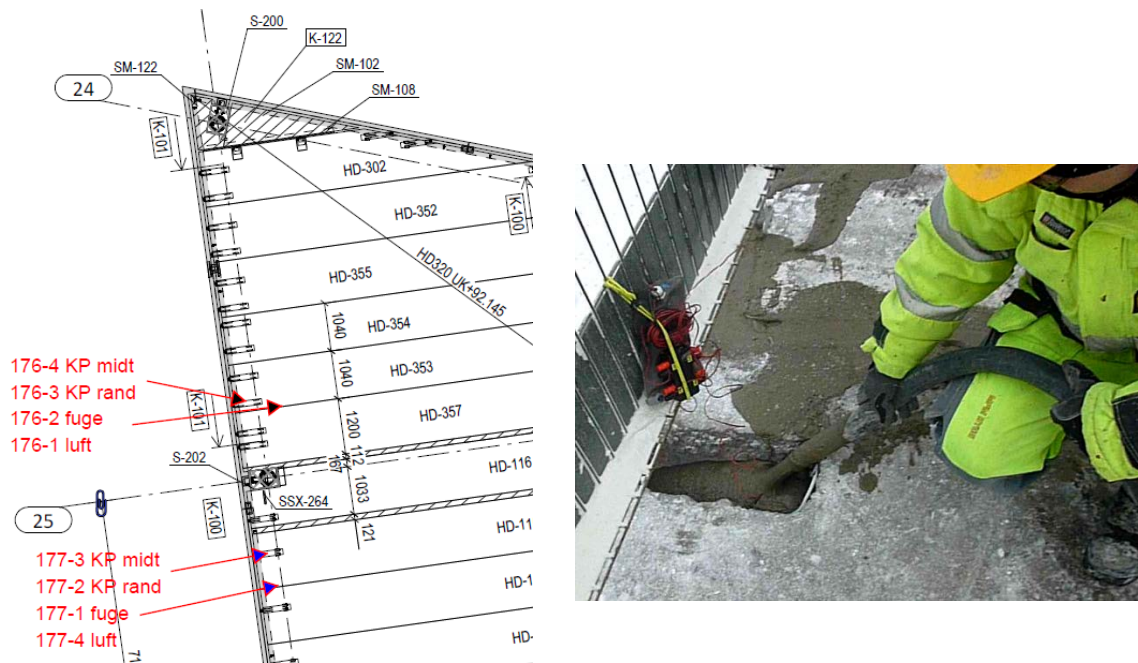 S-200
K-122
SM-122
SM-102
24
SM-108
K-101
HD-302
K-100
HD-352
HD-355
HD320 UK+92.145
1040
HD-354
176-4 KP midt
1040
HD-353
176-3 KP rand
K-101
176-2 fuge
1200
HD-357
176-1 luft
112
S-202
167
HD-116
1033
SSX-264
25
K-100
121
HD-11
177-3 KP midt
177-2 KP rand
HD-1
177-1 fuge
177-4 luft
HD-
71